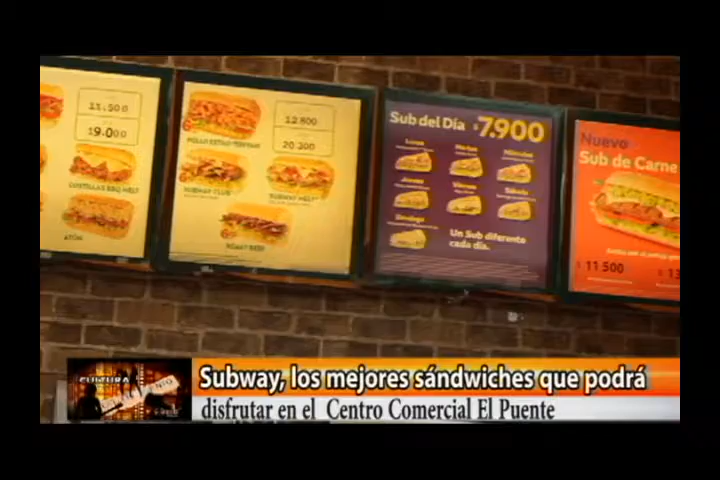 11.500
19.000
COSTILLAS BBQ MELT
ATÚN
12.800
20.300
POLLO ESTILO TERIYAKI
SUBWAY CLUB
SUBWAY MELT
ROAST BEEF
Sub del Día $7.900
Lunes Martes Miércoles
Jueves Viernes Sábado
Domingo
Un Sub diferente
cada día.
Nuevo
Sub de Carne
$11 500
$13
CULTURA
Subway, los mejores sándwiches que podrá
disfrutar en el Centro Comercial El Puente